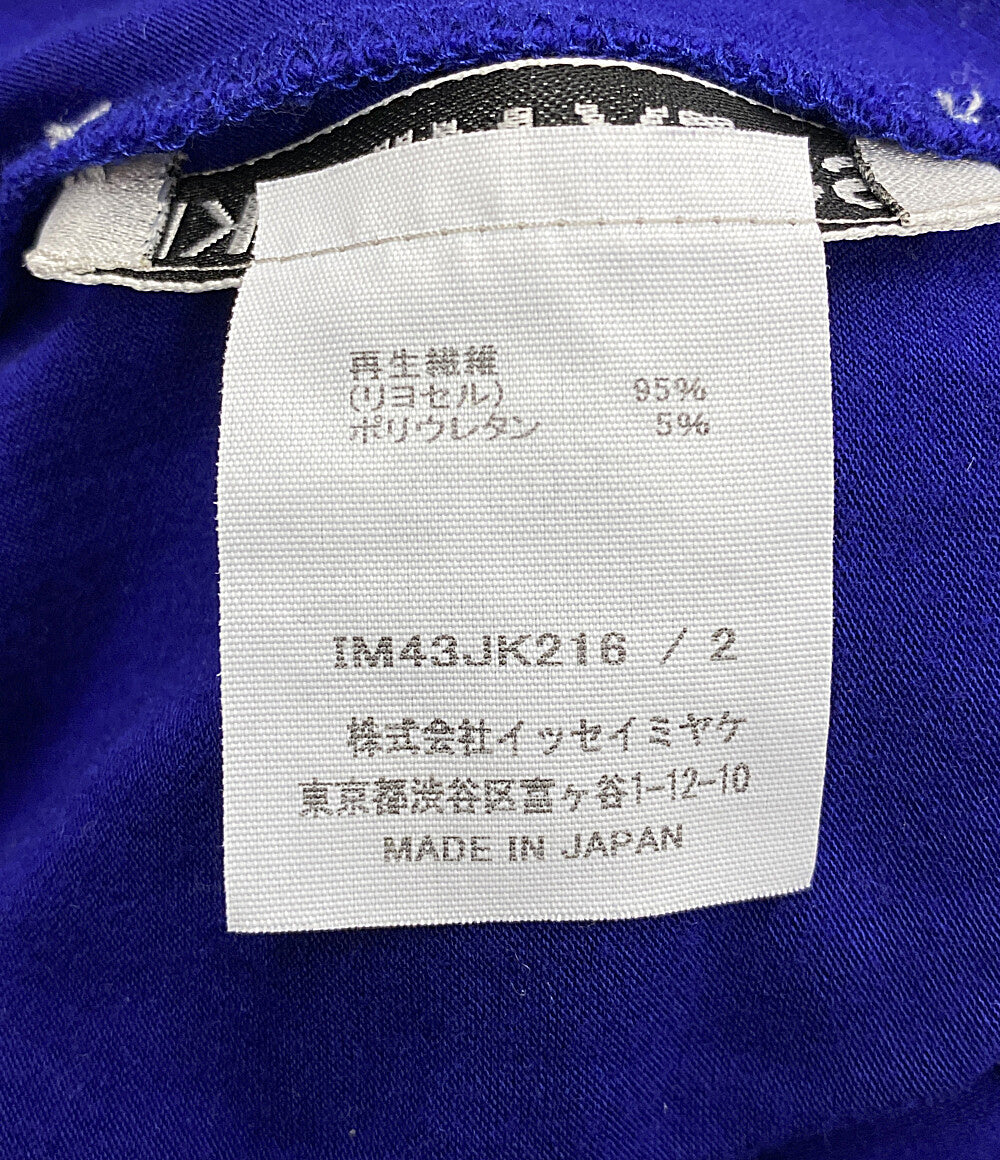 再生繊維
(リヨセル) 95%
ポリウレタン 5%
IM43JK216 / 2
株式会社イッセイミヤケ
東京都渋谷区富ヶ谷1-12-10
MADE IN JAPAN